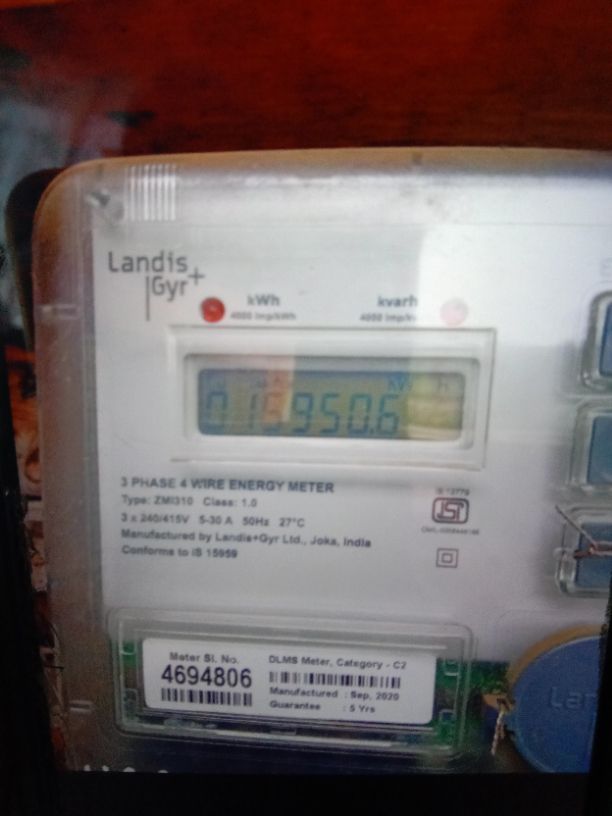 Landis
Gyr+
kWh
4000 imp/kWh
kvarh
015950.6
3 PHASE 4 WIRE ENERGY METER
Type: ZMI310 Class: 1.0
3 x 240/415V 5-30 A 50Hz 27°C
Manufactured by Landis+Gyr Ltd., Joka, India
Conforms to IS 15959
ISI
Meter Sl. No.
4694806
DLMS Meter, Category - C2
Manufactured : Sep, 2020
Guarantee : 5 Yrs